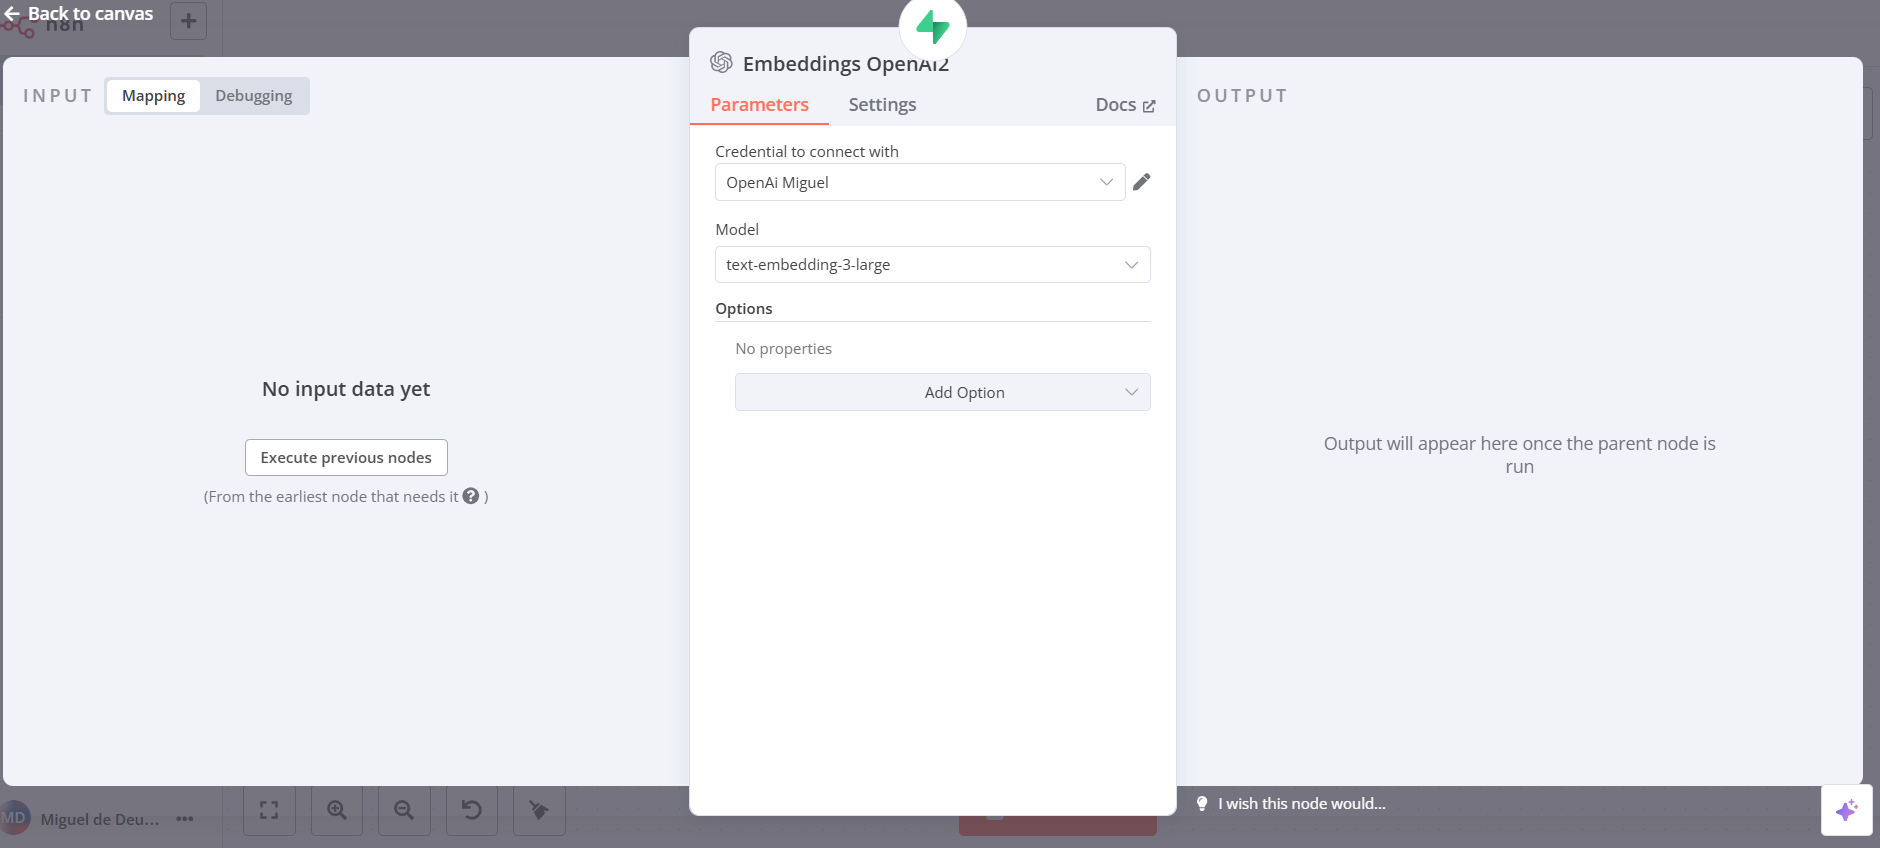 Back to canvas
n8n
INPUT
Mapping
Debugging
No input data yet
Execute previous nodes
(From the earliest node that needs it ? )
Embeddings OpenAI2
Parameters
Settings
Docs
Credential to connect with
OpenAi Miguel
Model
text-embedding-3-large
Options
No properties
Add Option
OUTPUT
Output will appear here once the parent node is
run
MD
Miguel de Deu...
I wish this node would...